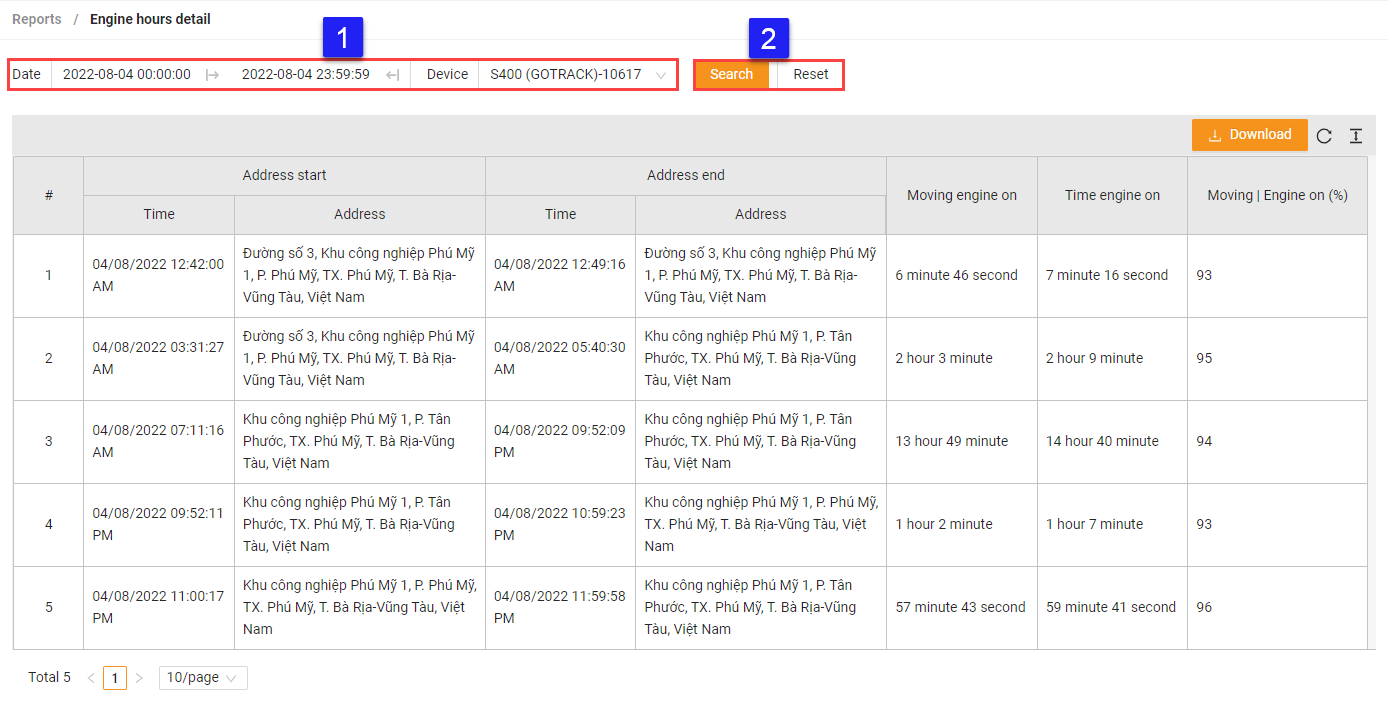 Reports / Engine hours detail
1
2
Date 2022-08-04 00:00:00 2022-08-04 23:59:59 Device S400 (GOTRACK)-10617 Search Reset
Download
# Address start Address end Moving engine on Time engine on Moving | Engine on (%)
Time Address Time Address
1
04/08/2022 12:42:00
AM
Đường số 3, Khu công nghiệp Phú Mỹ
1, P. Phú Mỹ, TX. Phú Mỹ, T. Bà Rịa-
Vũng Tàu, Việt Nam
04/08/2022 12:49:16
AM
Đường số 3, Khu công nghiệp Phú Mỹ
1, P. Phú Mỹ, TX. Phú Mỹ, T. Bà Rịa-
Vũng Tàu, Việt Nam
6 minute 46 second
7 minute 16 second
93
2
04/08/2022 03:31:27
AM
Đường số 3, Khu công nghiệp Phú Mỹ
1, P. Phú Mỹ, TX. Phú Mỹ, T. Bà Rịa-
Vũng Tàu, Việt Nam
04/08/2022 05:40:30
AM
Khu công nghiệp Phú Mỹ 1, P. Tân
Phước, TX. Phú Mỹ, T. Bà Rịa-Vũng
Tàu, Việt Nam
2 hour 3 minute
2 hour 9 minute
95
3
04/08/2022 07:11:16
AM
Khu công nghiệp Phú Mỹ 1, P. Tân
Phước, TX. Phú Mỹ, T. Bà Rịa-Vũng
Tàu, Việt Nam
04/08/2022 09:52:09
PM
Khu công nghiệp Phú Mỹ 1, P. Tân
Phước, TX. Phú Mỹ, T. Bà Rịa-Vũng
Tàu, Việt Nam
13 hour 49 minute
14 hour 40 minute
94
4
04/08/2022 09:52:11
PM
Khu công nghiệp Phú Mỹ 1, P. Tân
Phước, TX. Phú Mỹ, T. Bà Rịa-Vũng
Tàu, Việt Nam
04/08/2022 10:59:23
PM
Khu công nghiệp Phú Mỹ 1, P. Phú Mỹ,
TX. Phú Mỹ, T. Bà Rịa-Vũng Tàu, Việt
Nam
1 hour 2 minute
1 hour 7 minute
93
5
04/08/2022 11:00:17
PM
Khu công nghiệp Phú Mỹ 1, P. Phú Mỹ,
TX. Phú Mỹ, T. Bà Rịa-Vũng Tàu, Việt
Nam
04/08/2022 11:59:58
PM
Khu công nghiệp Phú Mỹ 1, P. Tân
Phước, TX. Phú Mỹ, T. Bà Rịa-Vũng
Tàu, Việt Nam
57 minute 43 second
59 minute 41 second
96
Total 5 < 1 > 10/page